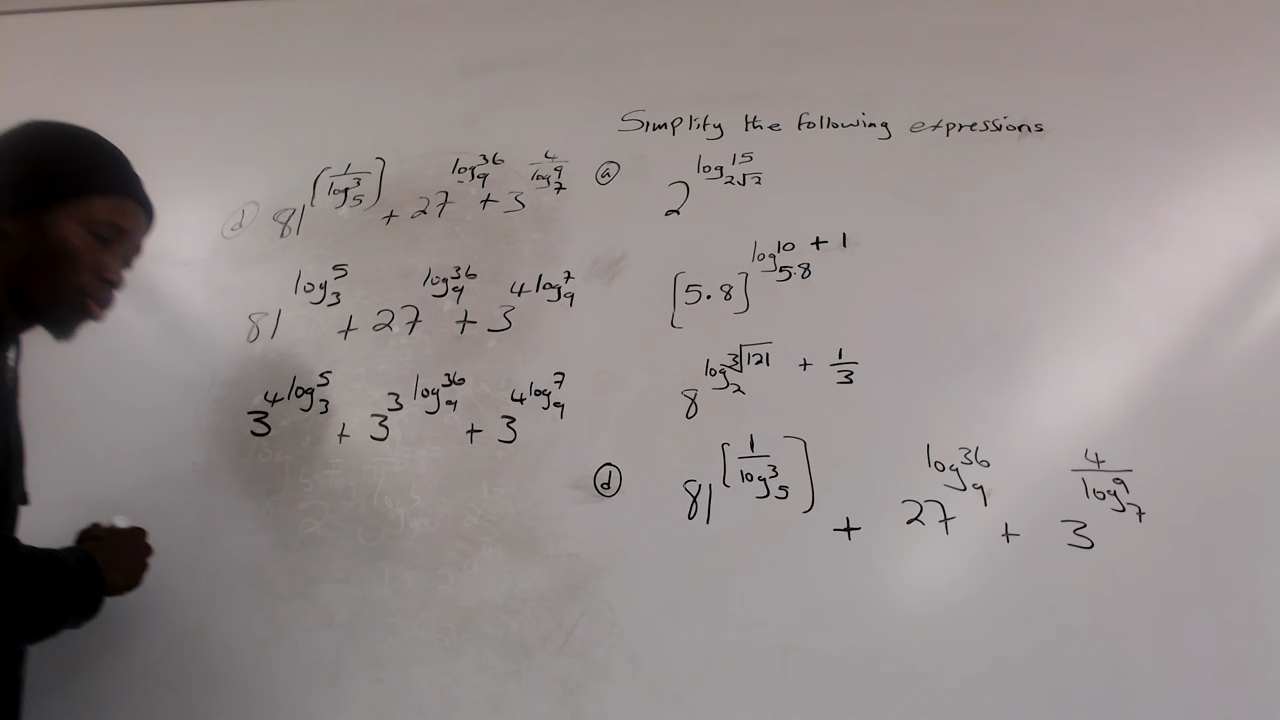 Simplify the following expressions
ⓐ 2^{log_{2√2}^{15}}
[5.8]^{log_{5.8}^{10} + 1}
8^{log_2^{∛121} + 1/3}
ⓓ 81^{[1/log_5^3]} + 27^{log_9^{36}} + 3^{4/log_7^9}
ⓓ 81^{(1/log_5^3)} + 27^{log_9^{36}} + 3^{4/log_7^9}
81^{log_3^5} + 27^{log_9^{36}} + 3^{4 log_9^7}
3^{4 log_3^5} + 3^{3 log_9^{36}} + 3^{4 log_9^7}